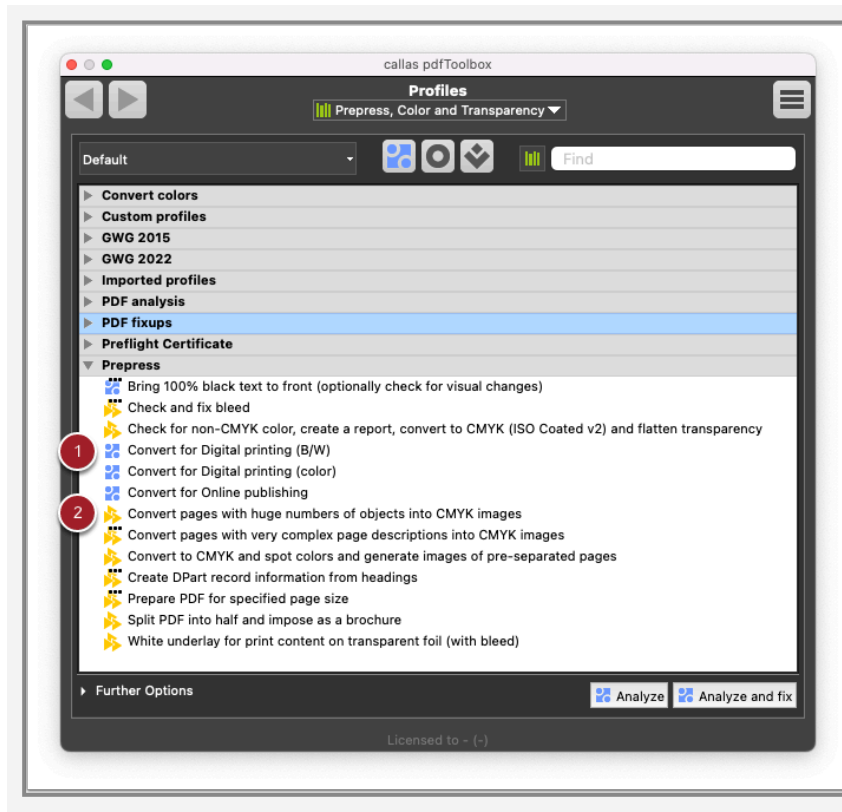 callas pdfToolbox
Profiles
Prepress, Color and Transparency
Default
Find
Convert colors
Custom profiles
GWG 2015
GWG 2022
Imported profiles
PDF analysis
PDF fixups
Preflight Certificate
Prepress
Bring 100% black text to front (optionally check for visual changes)
Check and fix bleed
Check for non-CMYK color, create a report, convert to CMYK (ISO Coated v2) and flatten transparency
1 Convert for Digital printing (B/W)
Convert for Digital printing (color)
Convert for Online publishing
2 Convert pages with huge numbers of objects into CMYK images
Convert pages with very complex page descriptions into CMYK images
Convert to CMYK and spot colors and generate images of pre-separated pages
Create DPart record information from headings
Prepare PDF for specified page size
Split PDF into half and impose as a brochure
White underlay for print content on transparent foil (with bleed)
Further Options
Analyze
Analyze and fix
Licensed to - (-)